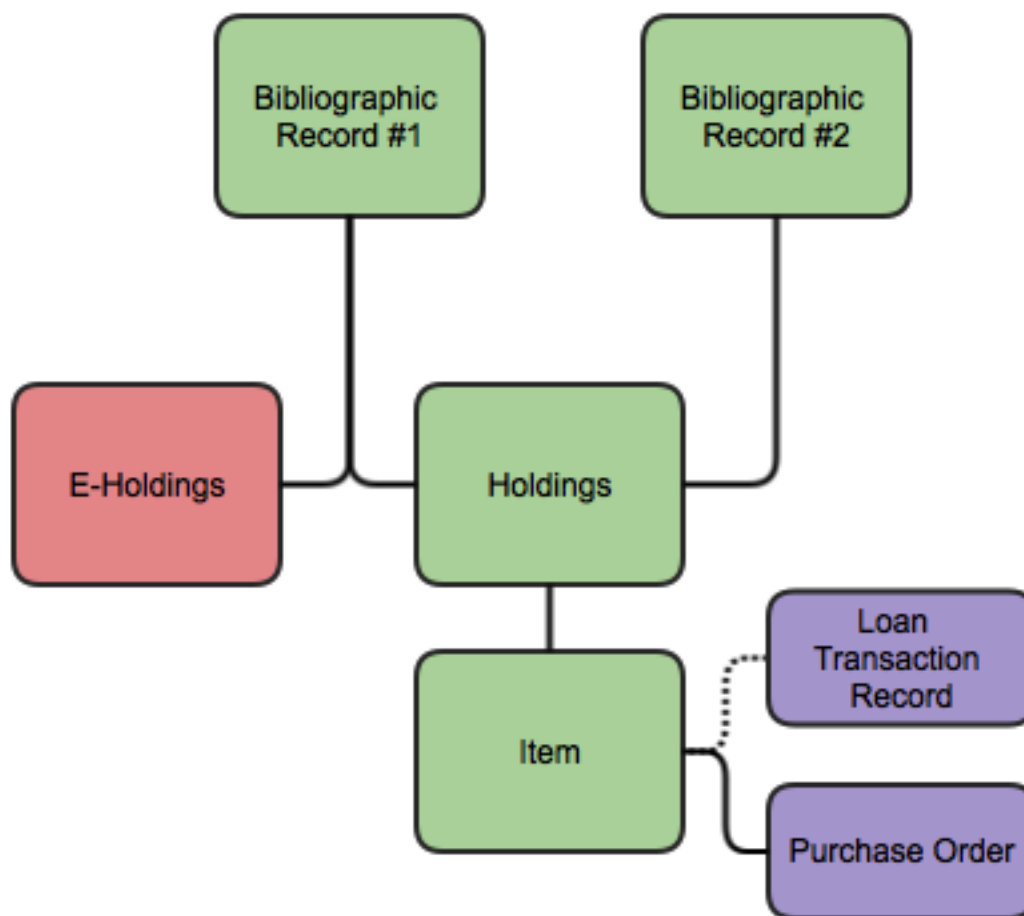 Bibliographic
Record #1
Bibliographic
Record #2
E-Holdings
Holdings
Loan
Transaction
Record
Item
Purchase Order